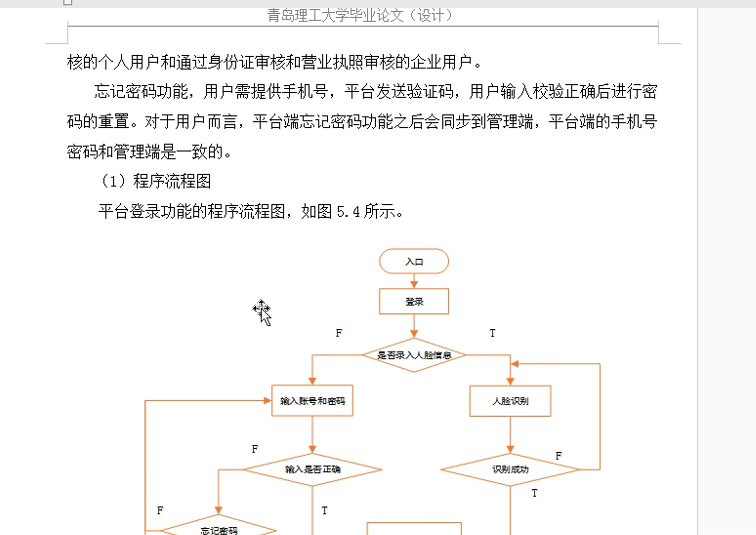 青岛理工大学毕业论文（设计）
核的个人用户和通过身份证审核和营业执照审核的企业用户。
忘记密码功能，用户需提供手机号，平台发送验证码，用户输入校验正确后进行密
码的重置。对于用户而言，平台端忘记密码功能之后会同步到管理端，平台端的手机号
密码和管理端是一致的。
（1）程序流程图
平台登录功能的程序流程图，如图 5.4 所示。
入口
登录
F
T
是否录入人脸信息
输入账号和密码
人脸识别
F
F
输入是否正确
识别成功
T
F
T
忘记密码